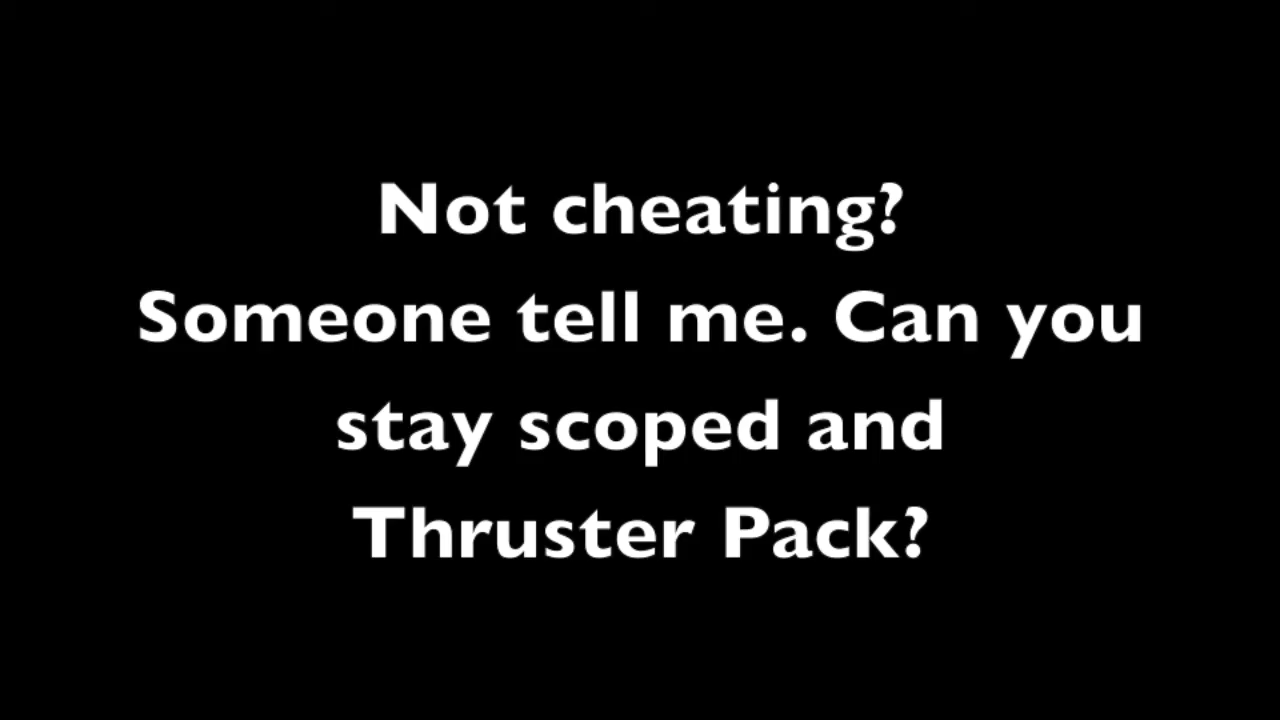 Not cheating?
Someone tell me. Can you
stay scoped and
Thruster Pack?